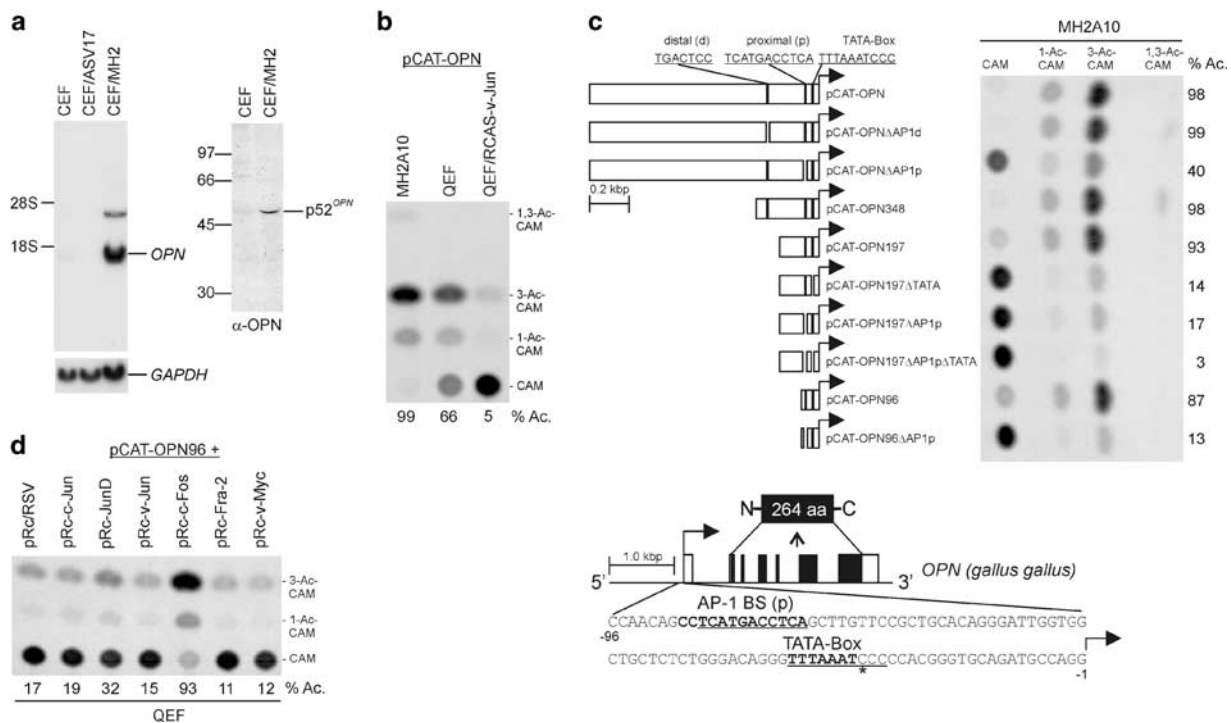 a
CEF
CEF/ASV17
CEF/MH2
28S
18S
OPN
GAPDH
CEF
CEF/MH2
97
66
45
30
p52OPN
α-OPN
b
pCAT-OPN
MH2A10
QEF
QEF/RCAS-v-Jun
1,3-Ac-
CAM
3-Ac-
CAM
1-Ac-
CAM
CAM
99 66 5 % Ac.
c
distal (d) proximal (p) TATA-Box
TGACTCC TCATGACCTCA TTTAAATCCC
pCAT-OPN
pCAT-OPNΔAP1d
pCAT-OPNΔAP1p
0.2 kbp
pCAT-OPN348
pCAT-OPN197
pCAT-OPN197ΔTATA
pCAT-OPN197ΔAP1p
pCAT-OPN197ΔAP1pΔTATA
pCAT-OPN96
pCAT-OPN96ΔAP1p
MH2A10
CAM 1-Ac-CAM 3-Ac-CAM 1,3-Ac-CAM % Ac.
98
99
40
98
93
14
17
3
87
13
d
pCAT-OPN96 +
pRc/RSV
pRc-c-Jun
pRc-JunD
pRc-v-Jun
pRc-c-Fos
pRc-Fra-2
pRc-v-Myc
3-Ac-
CAM
1-Ac-
CAM
CAM
17 19 32 15 93 11 12 % Ac.
QEF
N 264 aa C
1.0 kbp
5' 3' OPN (gallus gallus)
AP-1 BS (p)
CCAACAGCCTCATGACCTCAGCTTGTTCCGCTGCACAGGGATTGGTGG
-96
TATA-Box
CTGCTCTCTGGGACAGGGTTTAAATCCCCCACGGGTGCAGATGCCAGG
* -1